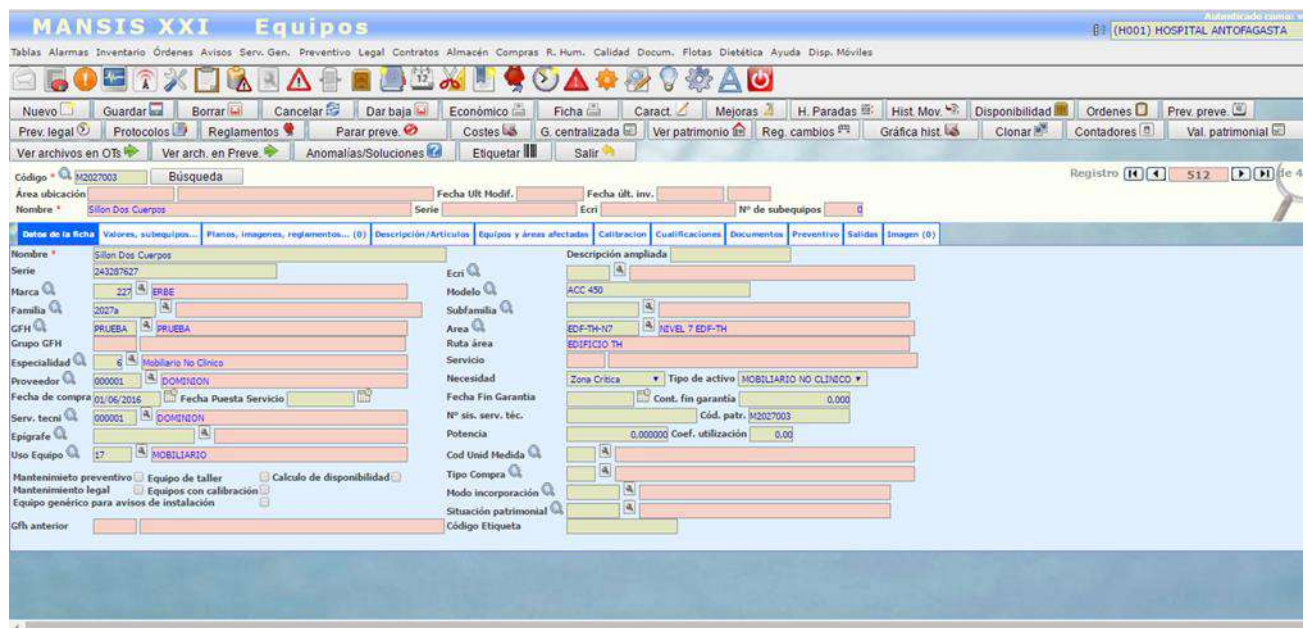 MANSIS XXI Equipos
Autenticado como:
(H001) HOSPITAL ANTOFAGASTA
Tablas Alarmas Inventario Órdenes Avisos Serv. Gen. Preventivo Legal Contratos Almacén Compras R. Hum. Calidad Docum. Flotas Dietética Ayuda Disp. Móviles
Nuevo Guardar Borrar Cancelar Dar baja Económico Ficha Caract. Mejoras H. Paradas Hist. Mov. Disponibilidad Ordenes Prev. preve.
Prev. legal Protocolos Reglamentos Parar preve. Costes G. centralizada Ver patrimonio Reg. cambios Gráfica hist. Clonar Contadores Val. patrimonial
Ver archivos en OTs Ver arch. en Preve. Anomalías/Soluciones Etiquetar Salir
Código * M2027003 Búsqueda Registro 512 de 4
Área ubicación Fecha Ult Modif. Fecha últ. inv.
Nombre * Sillon Dos Cuerpos Serie Ecri Nº de subequipos 0
Datos de la ficha Valores, subequipos... Planos, imagenes, reglamentos... (0) Descripción/Artículos Equipos y áreas afectadas Calibracion Cualificaciones Documentos Preventivo Salidas Imagen (0)
Nombre * Sillon Dos Cuerpos Descripción ampliada
Serie 243287627 Ecri
Marca 227 ERBE Modelo ACC 450
Familia 2027a Subfamilia
GFH PRUEBA PRUEBA Area EDF-TH-N7 NIVEL 7 EDF-TH
Grupo GFH Ruta área EDIFICIO TH
Especialidad 6 Mobiliario No Clinico Servicio
Proveedor 000001 DOMINION Necesidad Zona Crítica Tipo de activo MOBILIARIO NO CLINICO
Fecha de compra 01/06/2016 Fecha Puesta Servicio Fecha Fin Garantia Cont. fin garantía 0,000
Serv. tecni 000001 DOMINION Nº sis. serv. téc. Cód. patr. M2027003
Epígrafe Potencia 0,000000 Coef. utilización 0,00
Uso Equipo 17 MOBILIARIO Cod Unid Medida
Mantenimieto preventivo Equipo de taller Calculo de disponibilidad Tipo Compra
Mantenimiento legal Equipos con calibración Modo incorporación
Equipo genérico para avisos de instalación Situación patrimonial
Gfh anterior Código Etiqueta